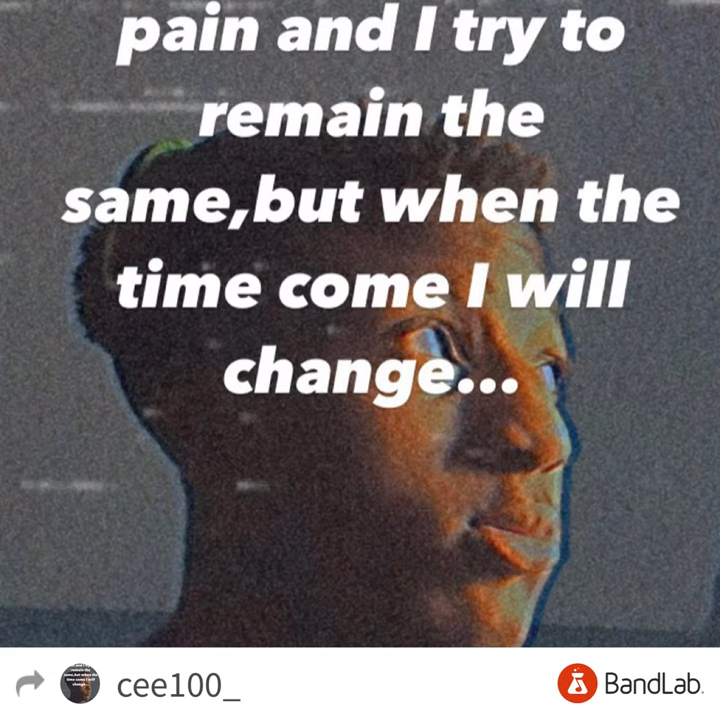 pain and I try to
remain the
same,but when the
time come I will
change...
cee100_
BandLab.